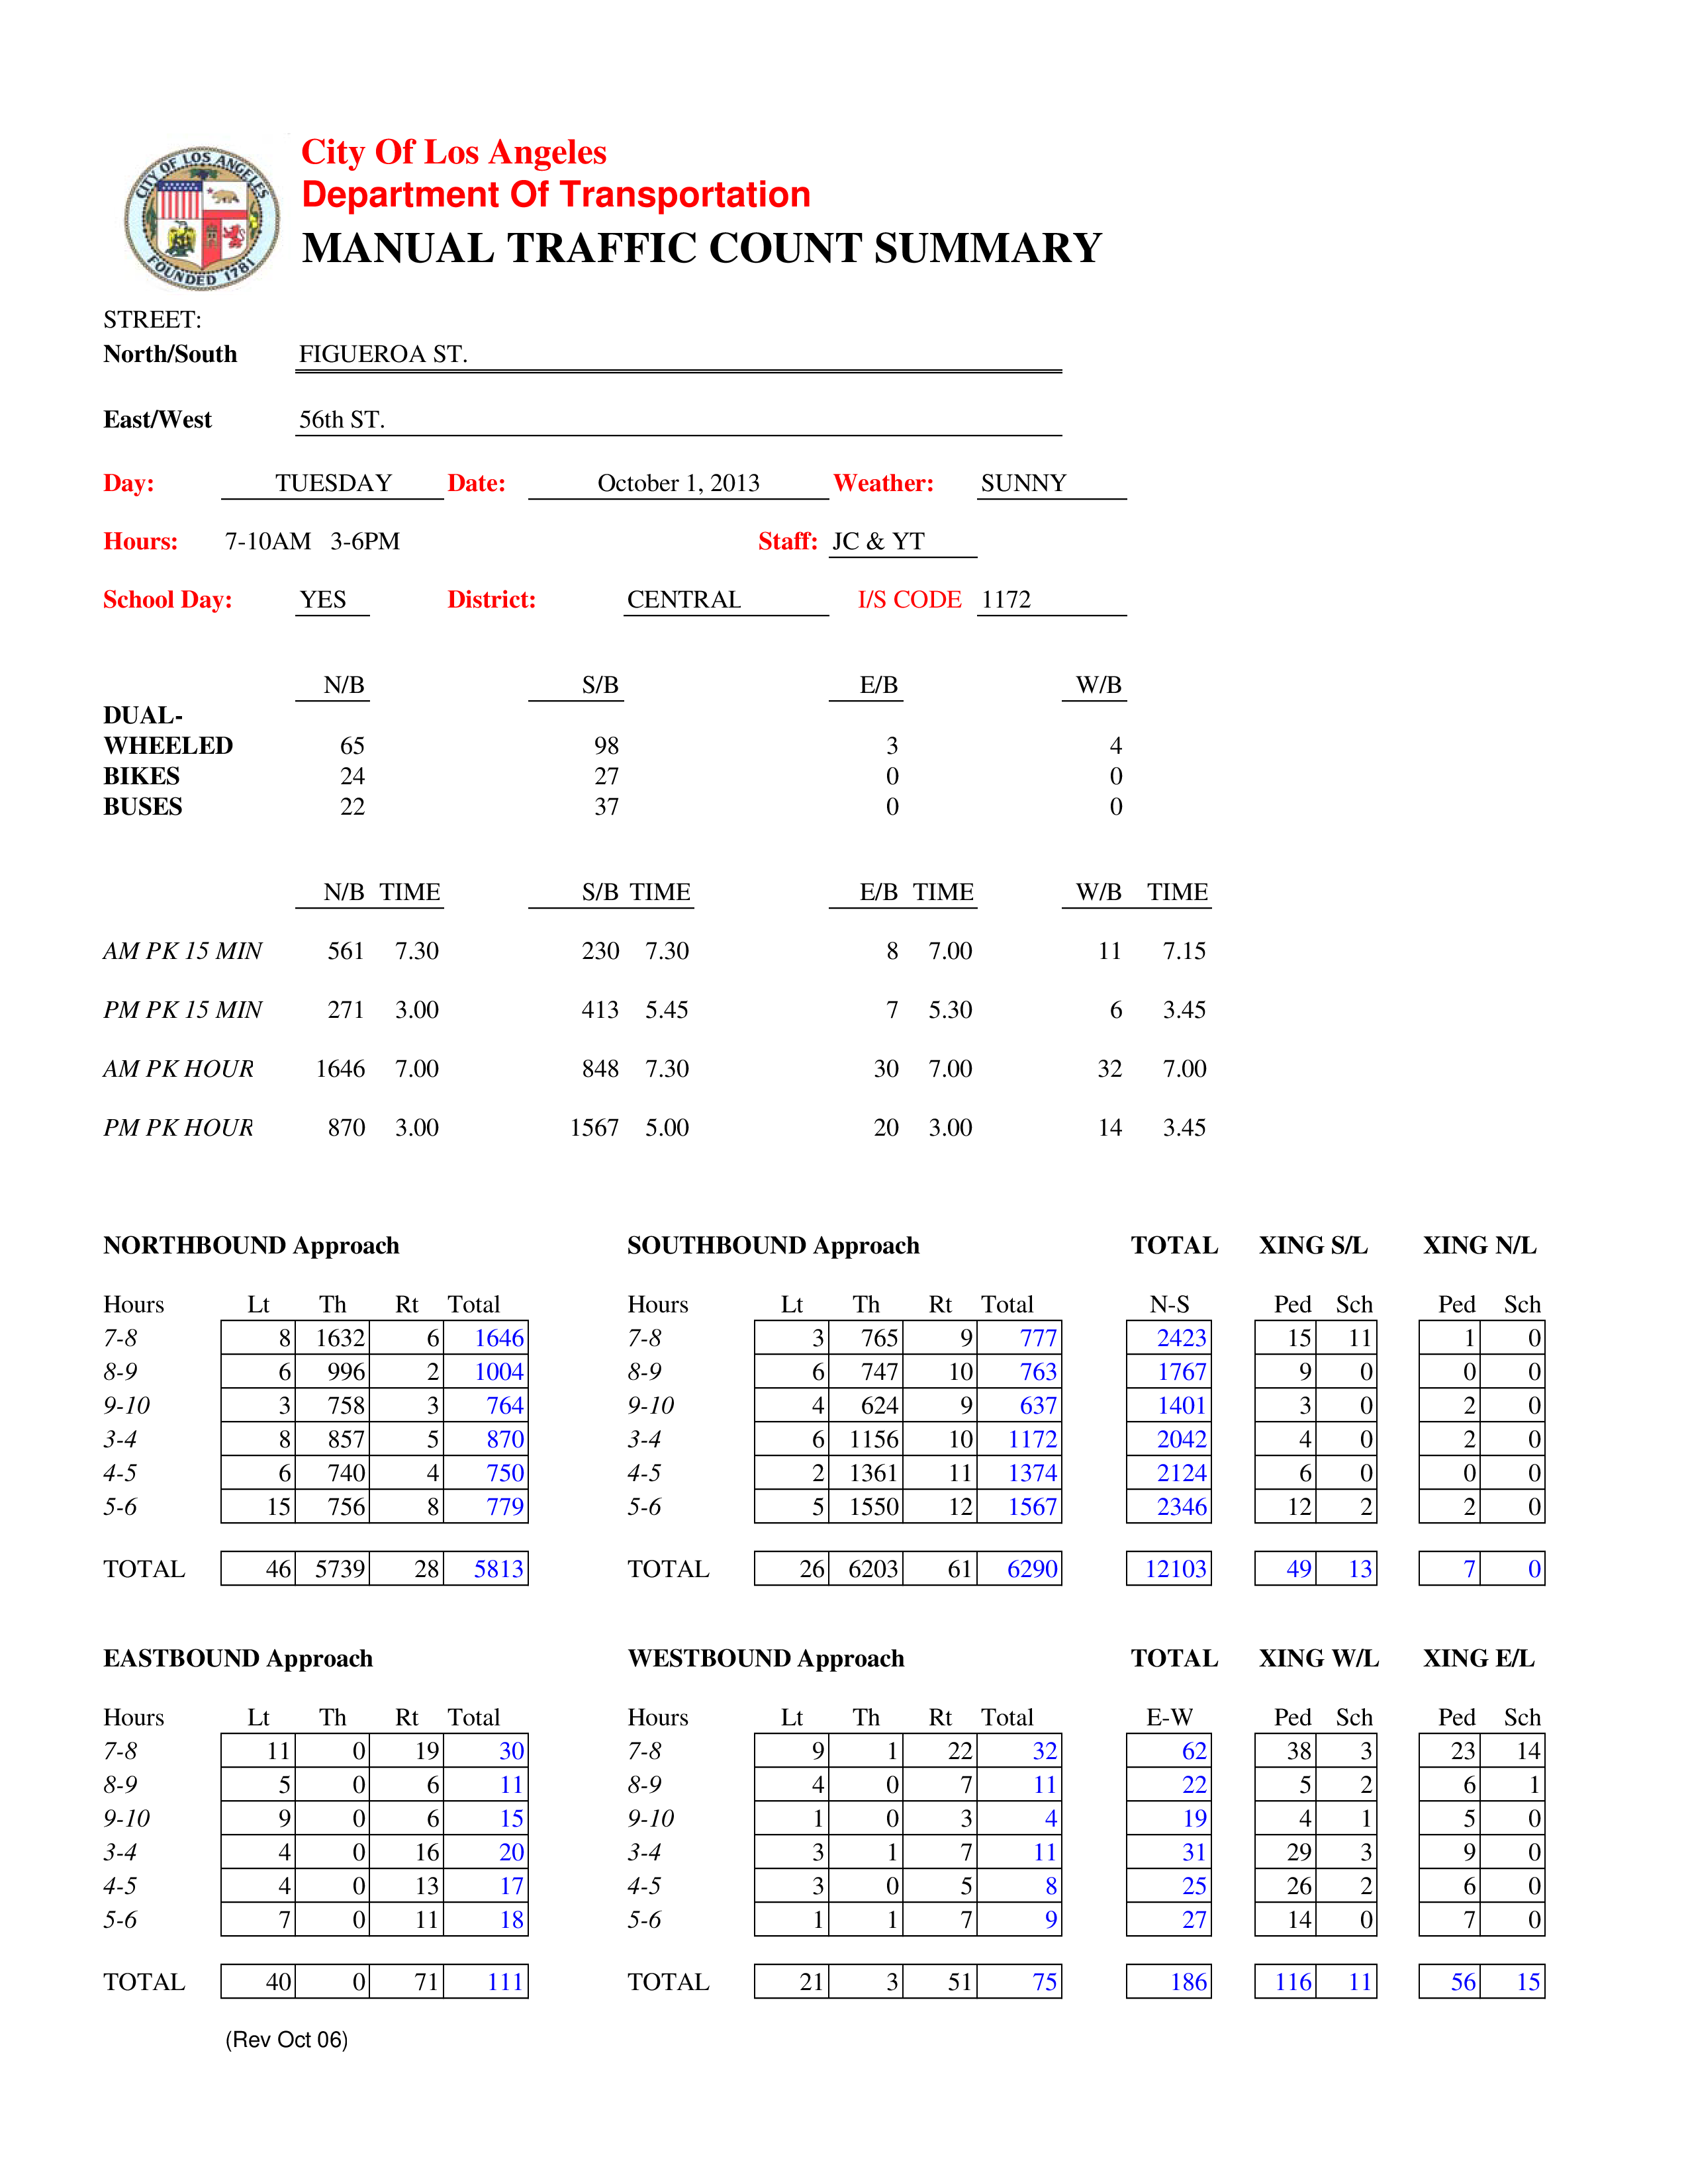 CITY OF LOS ANGELES
FOUNDED 1781
City Of Los Angeles
Department Of Transportation
MANUAL TRAFFIC COUNT SUMMARY
STREET:
North/South FIGUEROA ST.
East/West 56th ST.
Day: TUESDAY Date: October 1, 2013 Weather: SUNNY
Hours: 7-10AM 3-6PM Staff: JC & YT
School Day: YES District: CENTRAL I/S CODE 1172
N/B S/B E/B W/B
DUAL-
WHEELED 65 98 3 4
BIKES 24 27 0 0
BUSES 22 37 0 0
N/B TIME S/B TIME E/B TIME W/B TIME
AM PK 15 MIN 561 7.30 230 7.30 8 7.00 11 7.15
PM PK 15 MIN 271 3.00 413 5.45 7 5.30 6 3.45
AM PK HOUR 1646 7.00 848 7.30 30 7.00 32 7.00
PM PK HOUR 870 3.00 1567 5.00 20 3.00 14 3.45
NORTHBOUND Approach SOUTHBOUND Approach TOTAL XING S/L XING N/L
Hours Lt Th Rt Total Hours Lt Th Rt Total N-S Ped Sch Ped Sch
7-8 8 1632 6 1646 7-8 3 765 9 777 2423 15 11 1 0
8-9 6 996 2 1004 8-9 6 747 10 763 1767 9 0 0 0
9-10 3 758 3 764 9-10 4 624 9 637 1401 3 0 2 0
3-4 8 857 5 870 3-4 6 1156 10 1172 2042 4 0 2 0
4-5 6 740 4 750 4-5 2 1361 11 1374 2124 6 0 0 0
5-6 15 756 8 779 5-6 5 1550 12 1567 2346 12 2 2 0
TOTAL 46 5739 28 5813 TOTAL 26 6203 61 6290 12103 49 13 7 0
EASTBOUND Approach WESTBOUND Approach TOTAL XING W/L XING E/L
Hours Lt Th Rt Total Hours Lt Th Rt Total E-W Ped Sch Ped Sch
7-8 11 0 19 30 7-8 9 1 22 32 62 38 3 23 14
8-9 5 0 6 11 8-9 4 0 7 11 22 5 2 6 1
9-10 9 0 6 15 9-10 1 0 3 4 19 4 1 5 0
3-4 4 0 16 20 3-4 3 1 7 11 31 29 3 9 0
4-5 4 0 13 17 4-5 3 0 5 8 25 26 2 6 0
5-6 7 0 11 18 5-6 1 1 7 9 27 14 0 7 0
TOTAL 40 0 71 111 TOTAL 21 3 51 75 186 116 11 56 15
(Rev Oct 06)